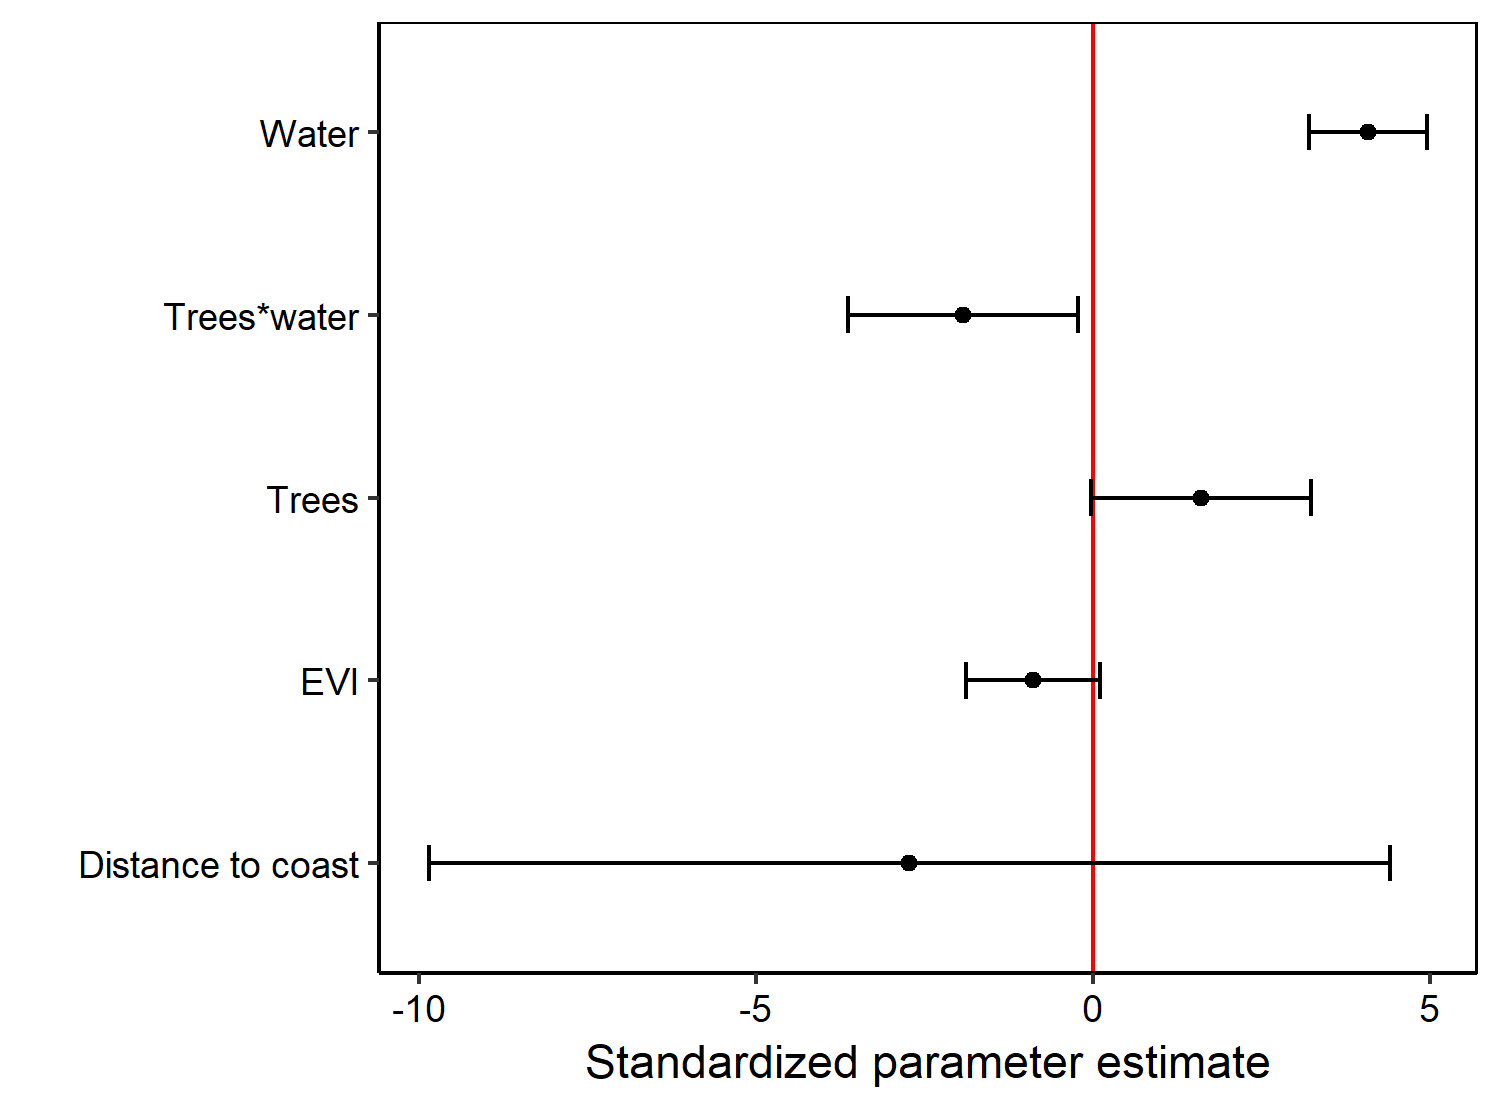 Water
Trees*water
Trees
EVI
Distance to coast
-10 -5 0 5
Standardized parameter estimate